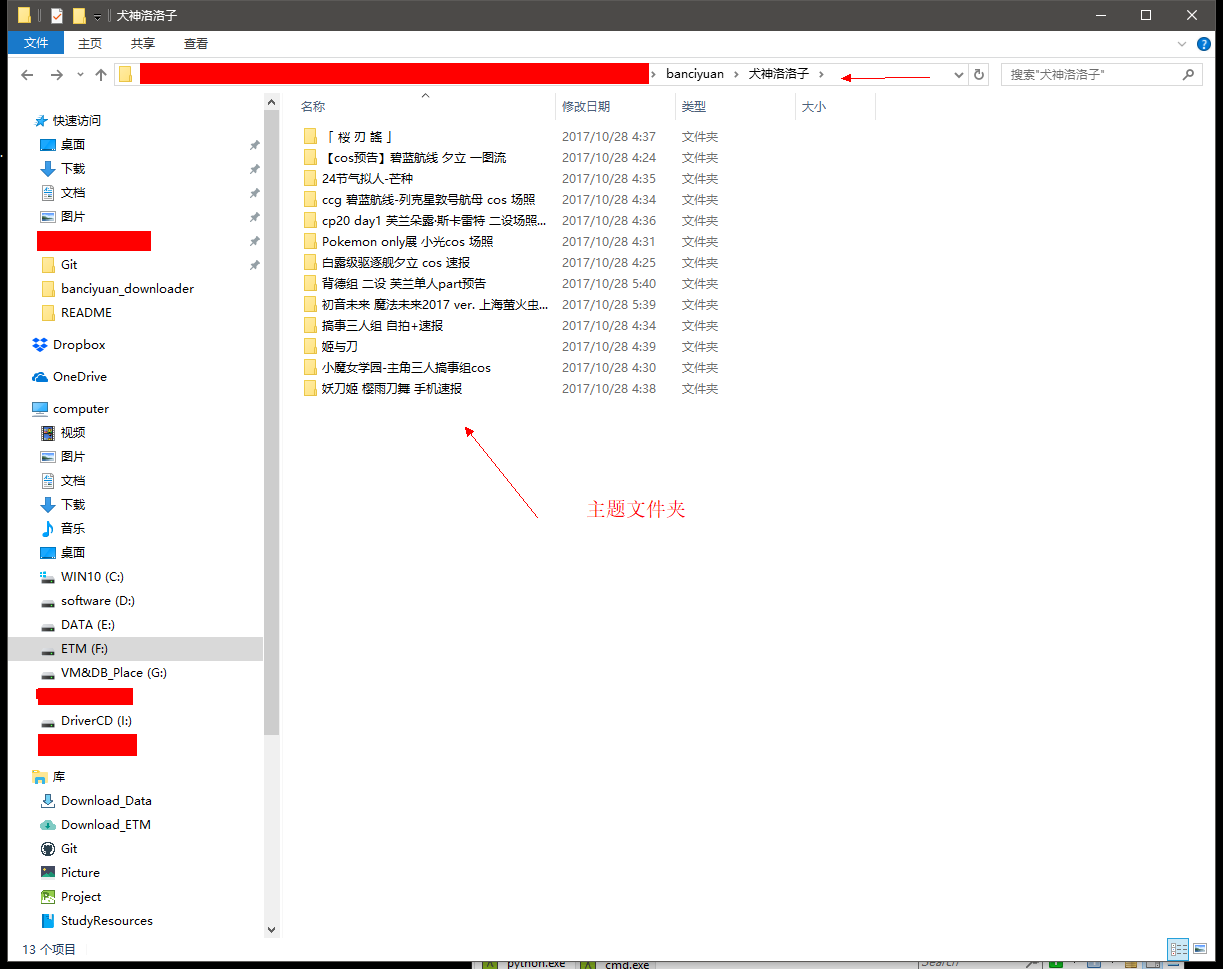 犬神洛洛子
文件 主页 共享 查看
banciyuan 犬神洛洛子
搜索"犬神洛洛子"
快速访问
桌面
下载
文档
图片
Git
banciyuan_downloader
README
Dropbox
OneDrive
computer
视频
图片
文档
下载
音乐
桌面
WIN10 (C:)
software (D:)
DATA (E:)
ETM (F:)
VM&DB_Place (G:)
DriverCD (I:)
库
Download_Data
Download_ETM
Git
Picture
Project
StudyResources
名称 修改日期 类型 大小
「 桜 刃 謠 」 2017/10/28 4:37 文件夹
【cos预告】碧蓝航线 夕立 一图流 2017/10/28 4:24 文件夹
24节气拟人-芒种 2017/10/28 4:35 文件夹
ccg 碧蓝航线-列克星敦号航母 cos 场照 2017/10/28 4:34 文件夹
cp20 day1 芙兰朵露·斯卡雷特 二设场照... 2017/10/28 4:36 文件夹
Pokemon only展 小光cos 场照 2017/10/28 4:31 文件夹
白露级驱逐舰夕立 cos 速报 2017/10/28 4:25 文件夹
背德组 二设 芙兰单人part预告 2017/10/28 5:40 文件夹
初音未来 魔法未来2017 ver. 上海萤火虫... 2017/10/28 5:39 文件夹
搞事三人组 自拍+速报 2017/10/28 4:34 文件夹
姬与刀 2017/10/28 4:39 文件夹
小魔女学园-主角三人搞事组cos 2017/10/28 4:30 文件夹
妖刀姬 樱雨刀舞 手机速报 2017/10/28 4:38 文件夹
主题文件夹
13 个项目
python.exe cmd.exe Search